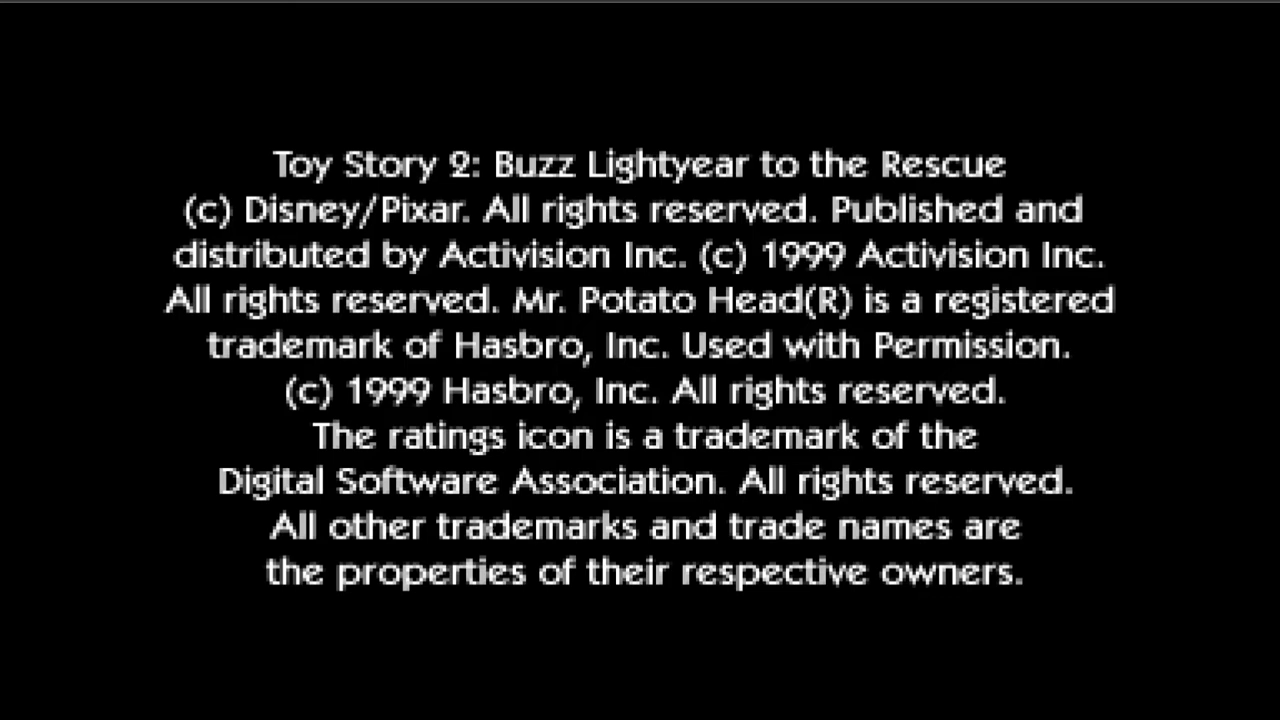 Toy Story 2: Buzz Lightyear to the Rescue
(c) Disney/Pixar. All rights reserved. Published and
distributed by Activision Inc. (c) 1999 Activision Inc.
All rights reserved. Mr. Potato Head(R) is a registered
trademark of Hasbro, Inc. Used with Permission.
(c) 1999 Hasbro, Inc. All rights reserved.
The ratings icon is a trademark of the
Digital Software Association. All rights reserved.
All other trademarks and trade names are
the properties of their respective owners.